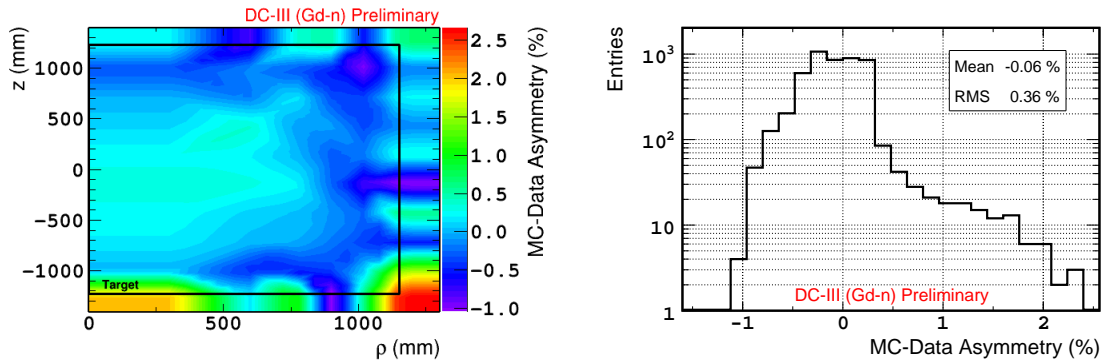 DC-III (Gd-n) Preliminary
z (mm)
1000
500
0
−500
−1000
Target
0
500
1000
ρ (mm)
2.5
2.0
1.5
1.0
0.5
0.0
−0.5
−1.0
MC-Data Asymmetry (%)
Entries
10³
10²
10
1
Mean -0.06 %
RMS 0.36 %
DC-III (Gd-n) Preliminary
−1
0
1
2
MC-Data Asymmetry (%)